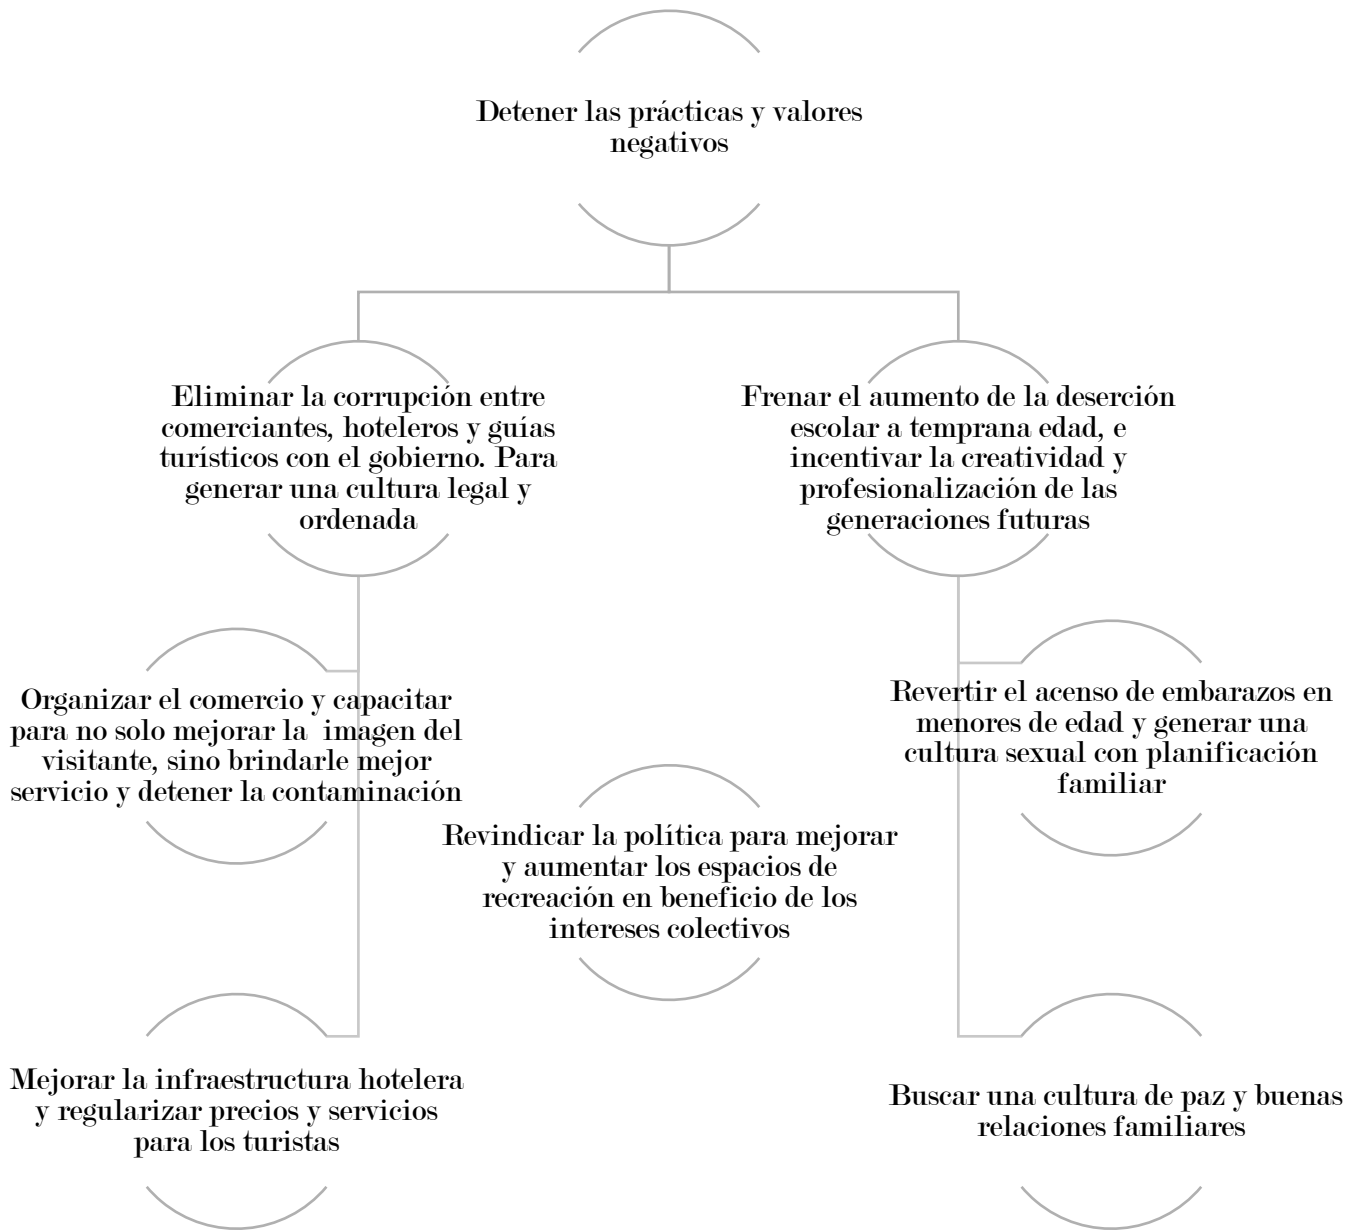 Detener las prácticas y valores
negativos
Eliminar la corrupción entre
comerciantes, hoteleros y guías
turísticos con el gobierno. Para
generar una cultura legal y
ordenada
Frenar el aumento de la deserción
escolar a temprana edad, e
incentivar la creatividad y
profesionalización de las
generaciones futuras
Organizar el comercio y capacitar
para no solo mejorar la  imagen del
visitante, sino brindarle mejor
servicio y detener la contaminación
Revertir el acenso de embarazos en
menores de edad y generar una
cultura sexual con planificación
familiar
Revindicar la política para mejorar
y aumentar los espacios de
recreación en beneficio de los
intereses colectivos
Mejorar la infraestructura hotelera
y regularizar precios y servicios
para los turistas
Buscar una cultura de paz y buenas
relaciones familiares